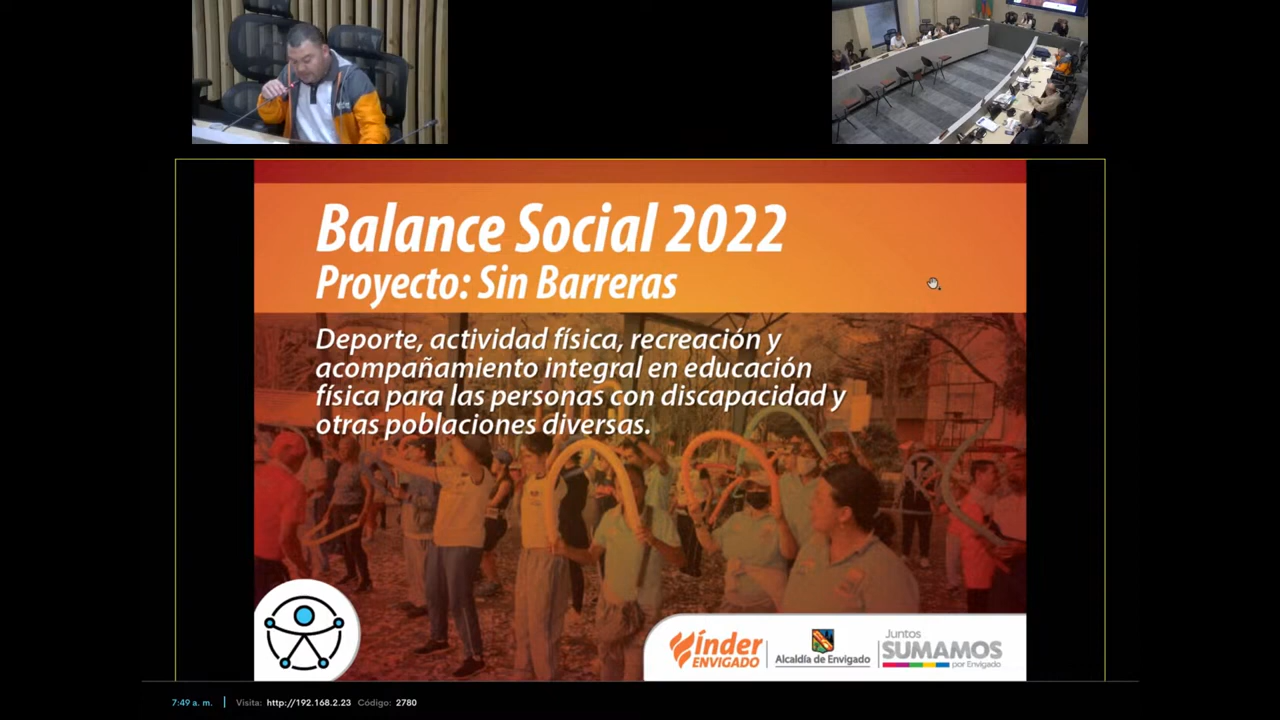 Balance Social 2022
Proyecto: Sin Barreras
Deporte, actividad física, recreación y
acompañamiento integral en educación
física para las personas con discapacidad y
otras poblaciones diversas.
índer
ENVIGADO
Alcaldía de Envigado
Juntos
SUMAMOS
por Envigado
7:49 a. m. | Visita: http://192.168.2.23 Código: 2780